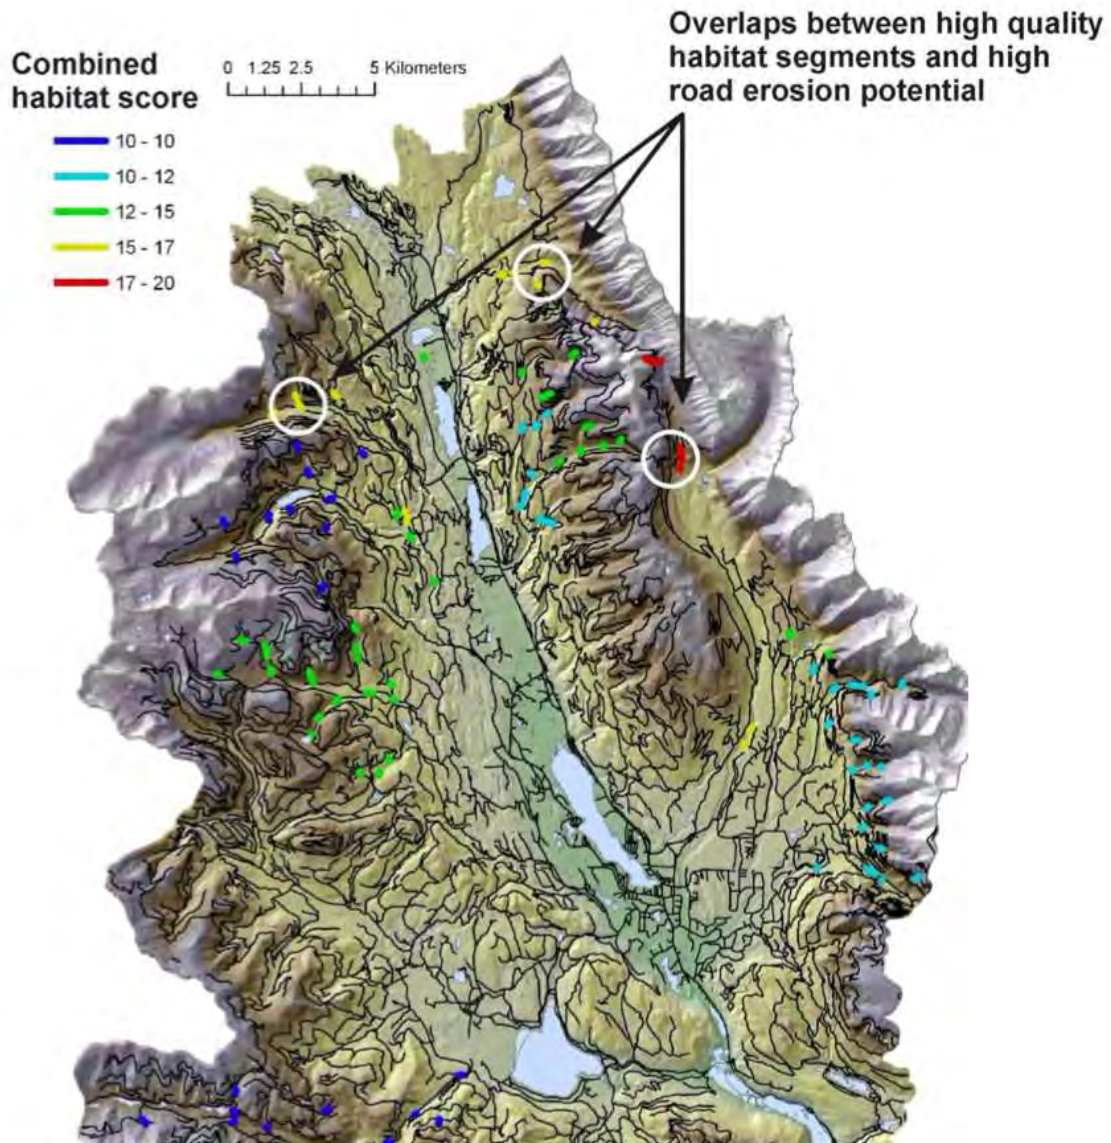 Overlaps between high quality
habitat segments and high
road erosion potential
Combined
habitat score
0 1.25 2.5 5 Kilometers
10 - 10
10 - 12
12 - 15
15 - 17
17 - 20